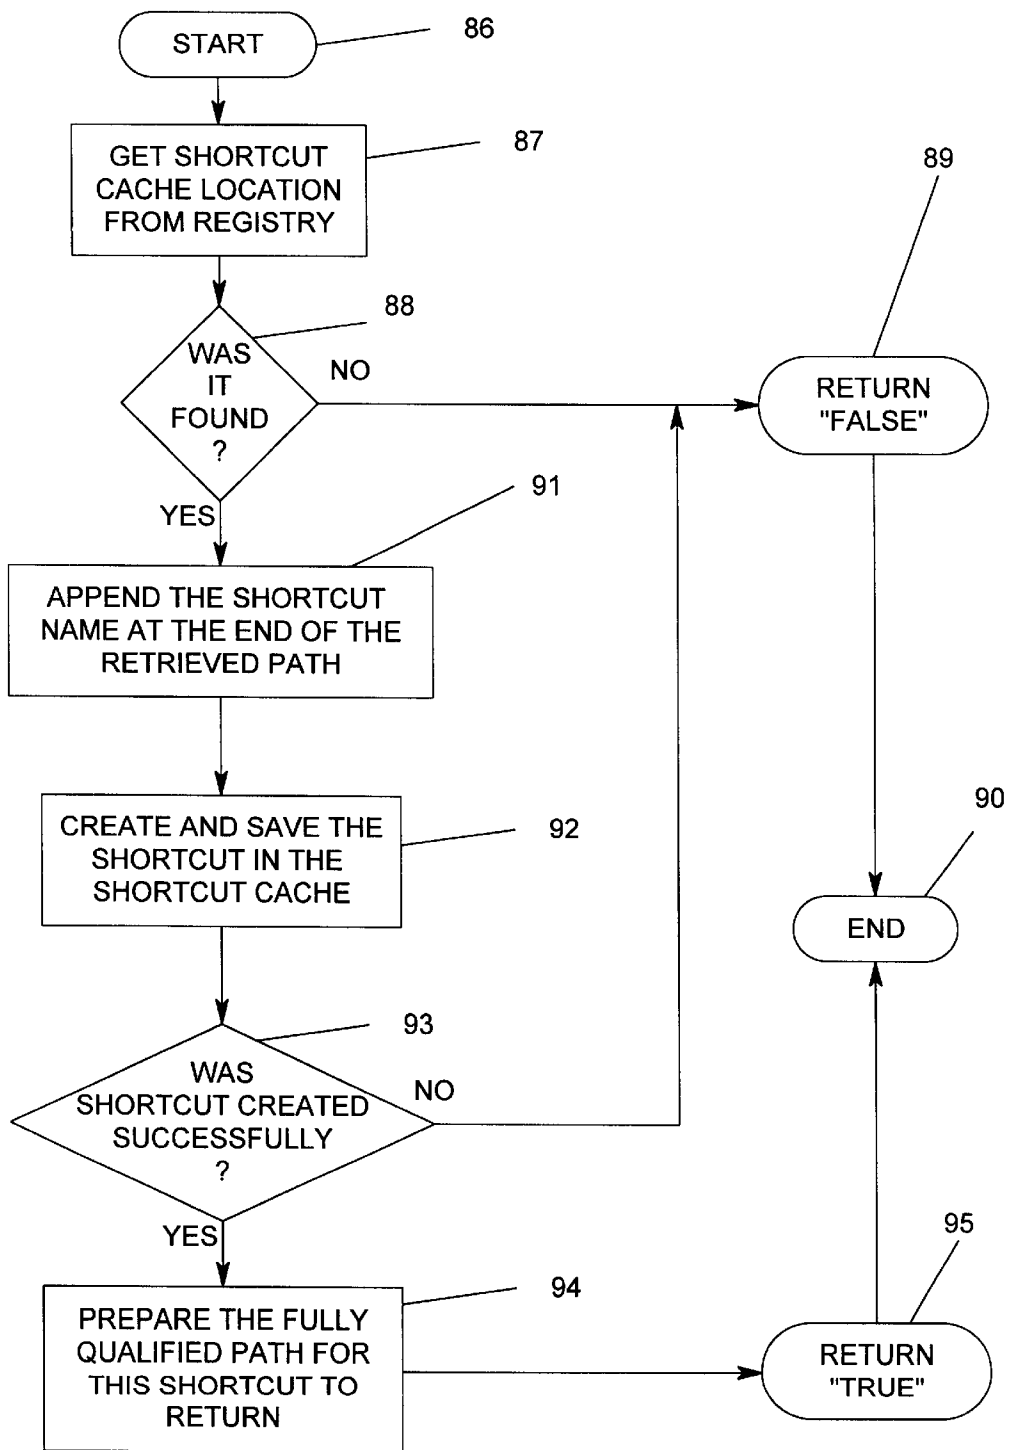 START
86
GET SHORTCUT
CACHE LOCATION
FROM REGISTRY
87
WAS
IT
FOUND
?
88
NO
RETURN
"FALSE"
89
YES
APPEND THE SHORTCUT
NAME AT THE END OF THE
RETRIEVED PATH
91
CREATE AND SAVE THE
SHORTCUT IN THE
SHORTCUT CACHE
92
END
90
WAS
SHORTCUT CREATED
SUCCESSFULLY
?
93
NO
YES
PREPARE THE FULLY
QUALIFIED PATH FOR
THIS SHORTCUT TO
RETURN
94
RETURN
"TRUE"
95